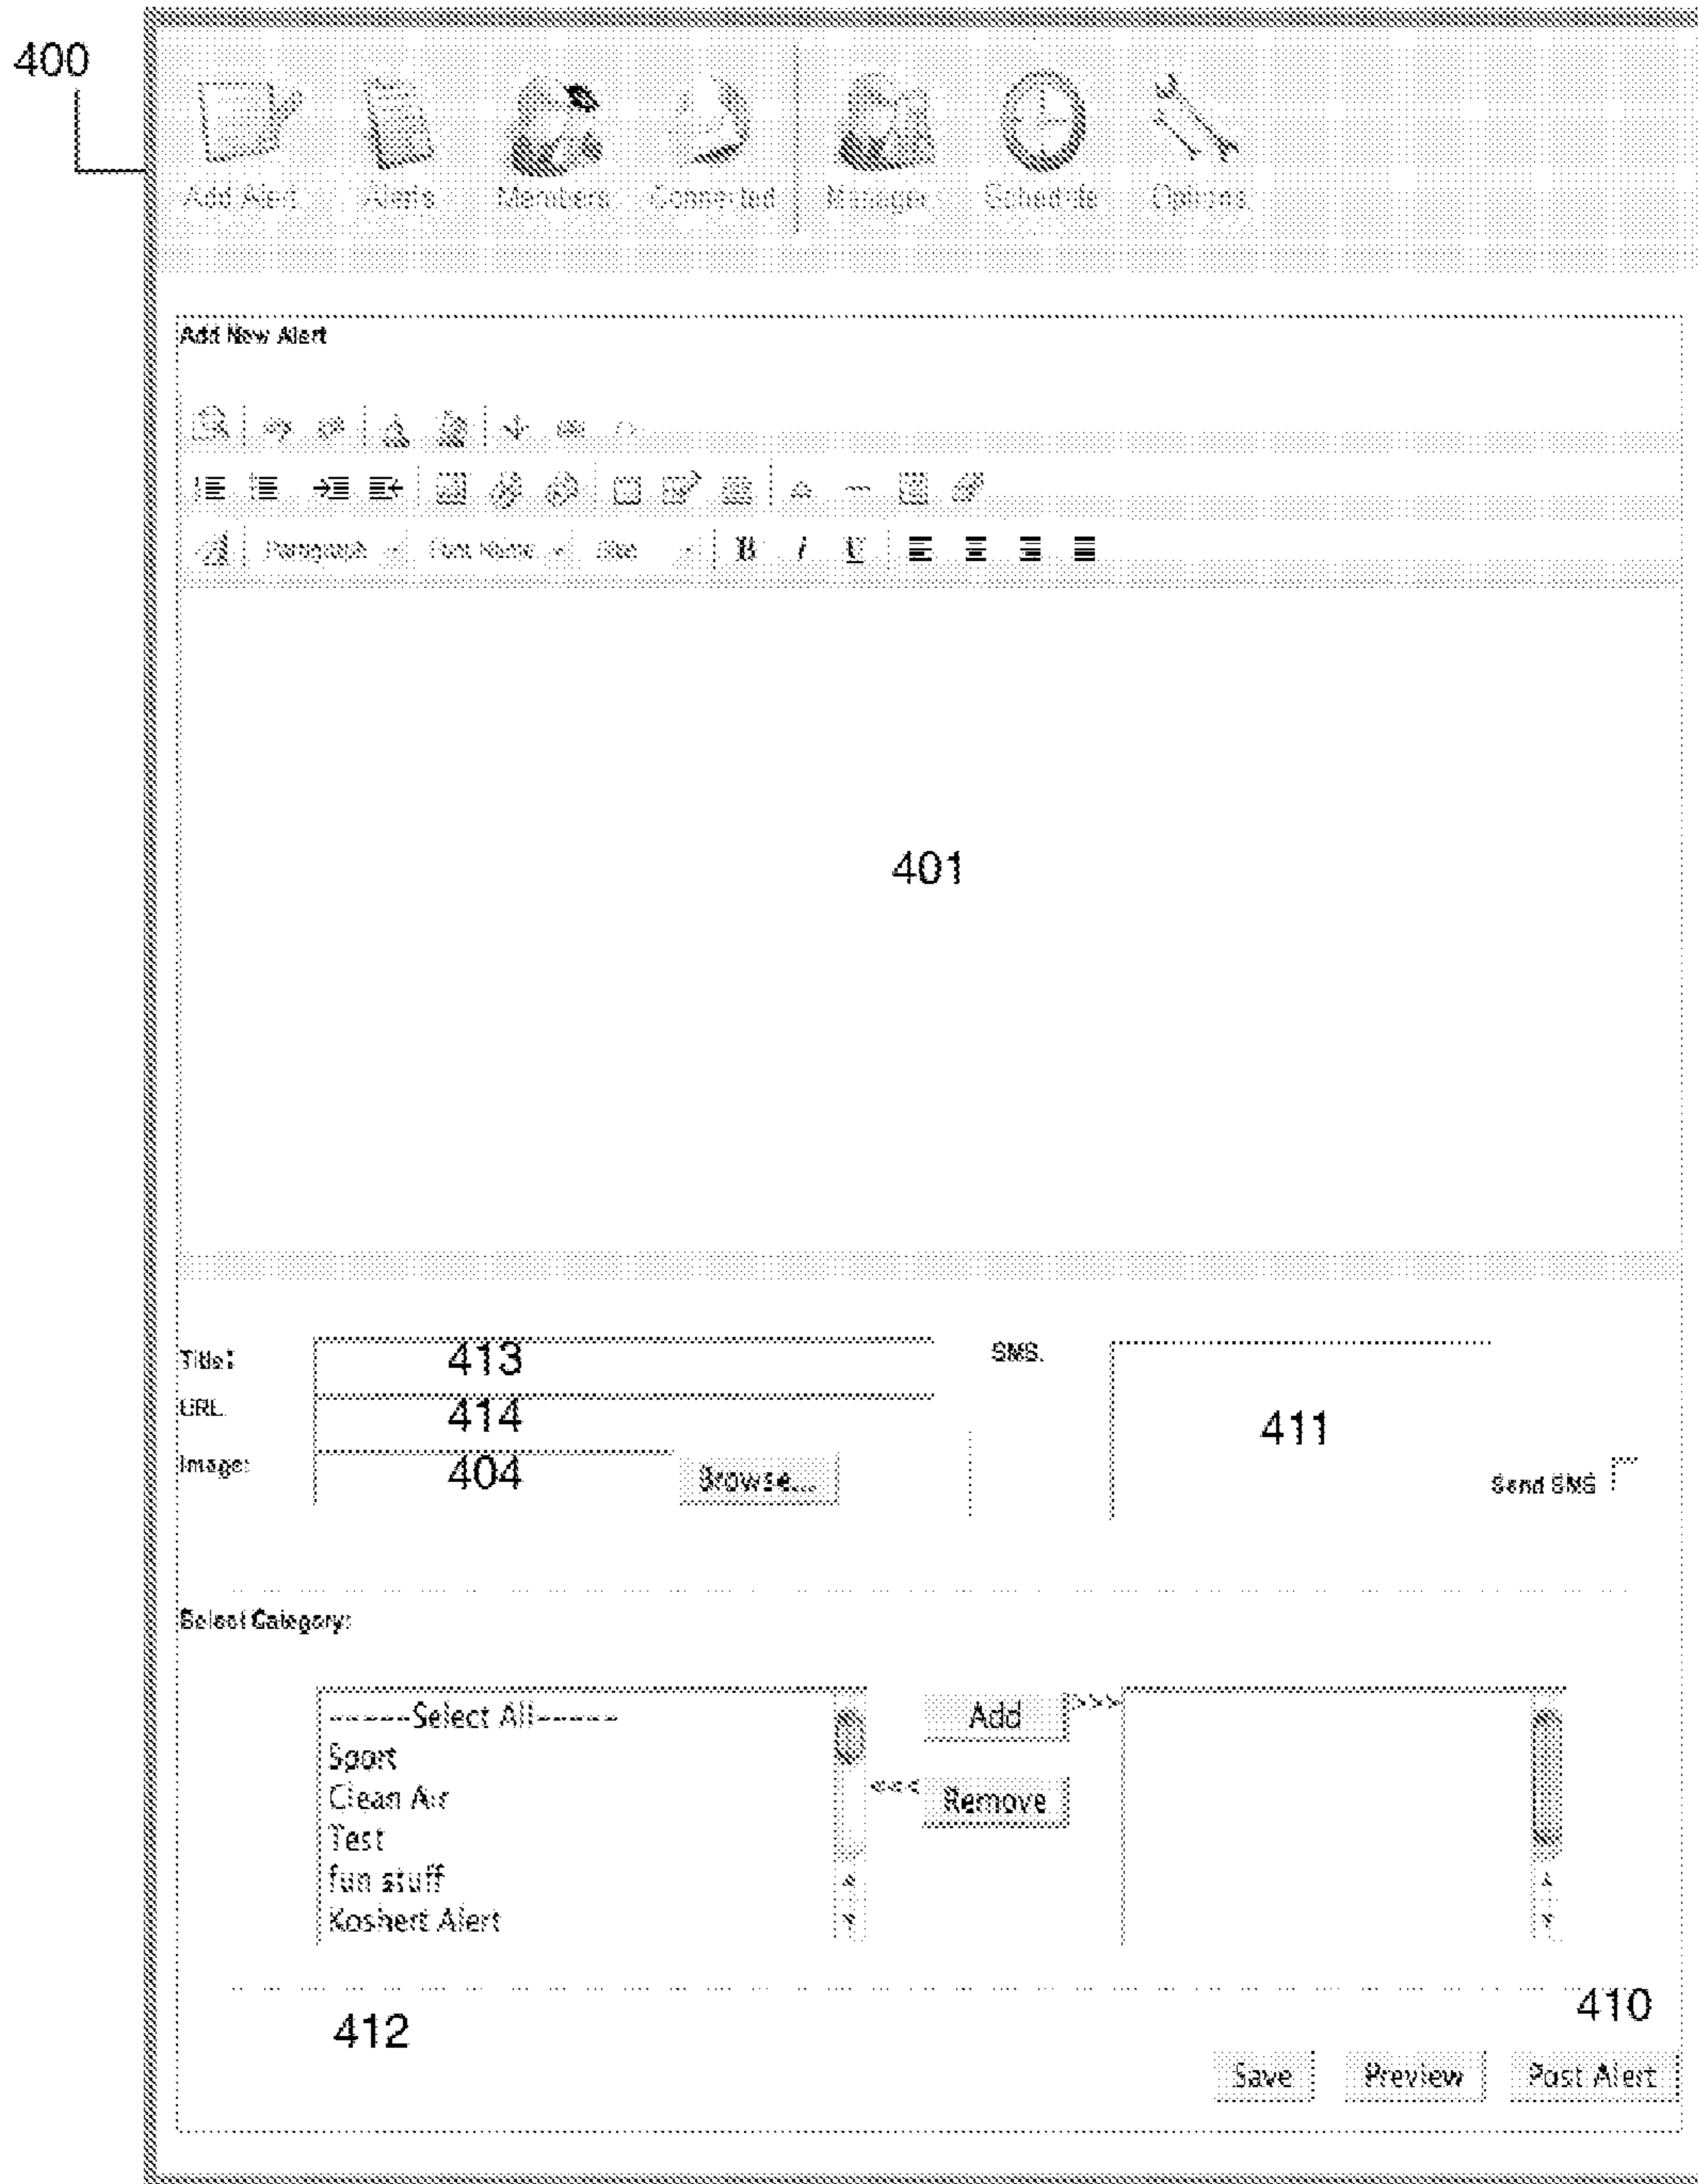 400
Add Alert Alerts Members Connected Manager Schedule Options
Add New Alert
Paragraph Font Name Size B I U
401
Title: 413 SMS.
URL. 414 411
Image: 404 Browse... Send SMS
Select Category:
------Select All------ Add >>>
Sport
Clean Air <<< Remove
Test
fun stuff
Koshert Alert
410
412
Save Preview Post Alert